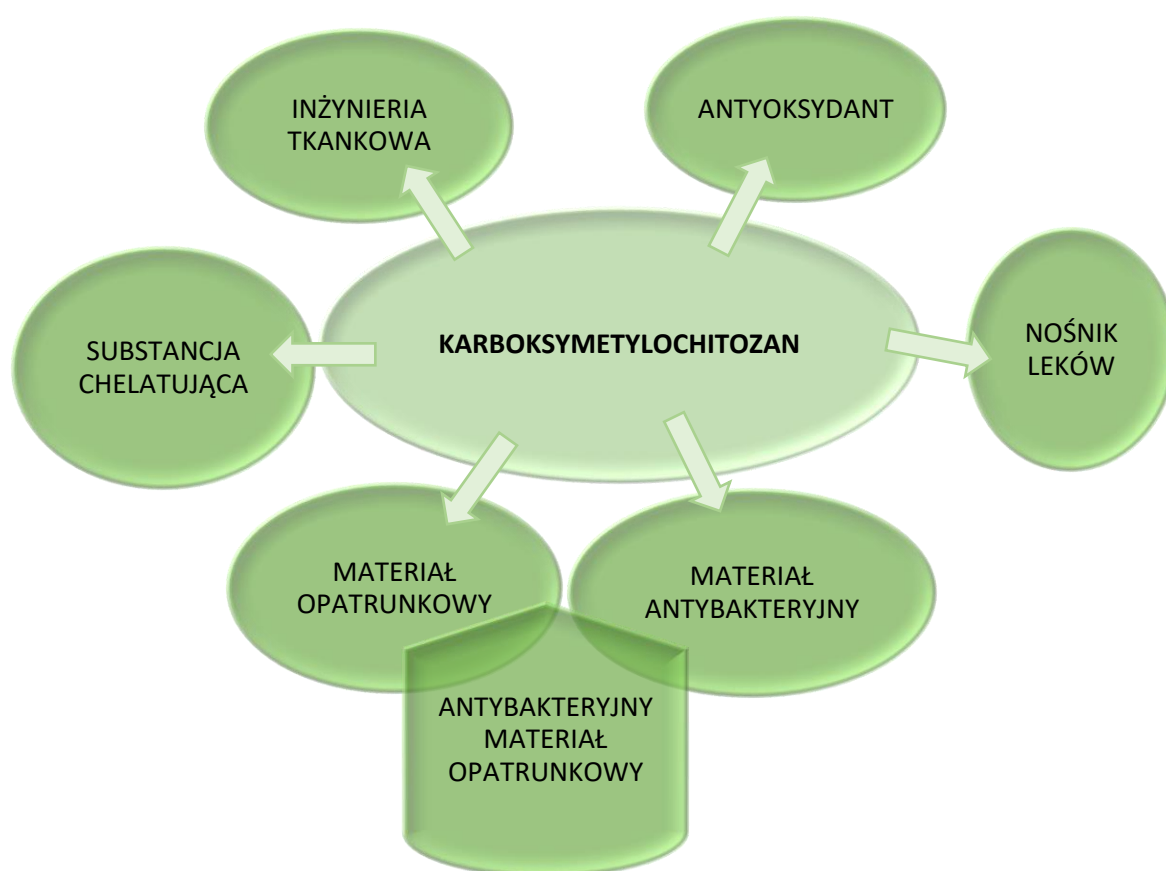 INŻYNIERIA
TKANKOWA
ANTYOKSYDANT
SUBSTANCJA
CHELATUJĄCA
KARBOKSYMETYLOCHITOZAN
NOŚNIK
LEKÓW
MATERIAŁ
OPATRUNKOWY
MATERIAŁ
ANTYBAKTERYJNY
ANTYBAKTERYJNY
MATERIAŁ
OPATRUNKOWY